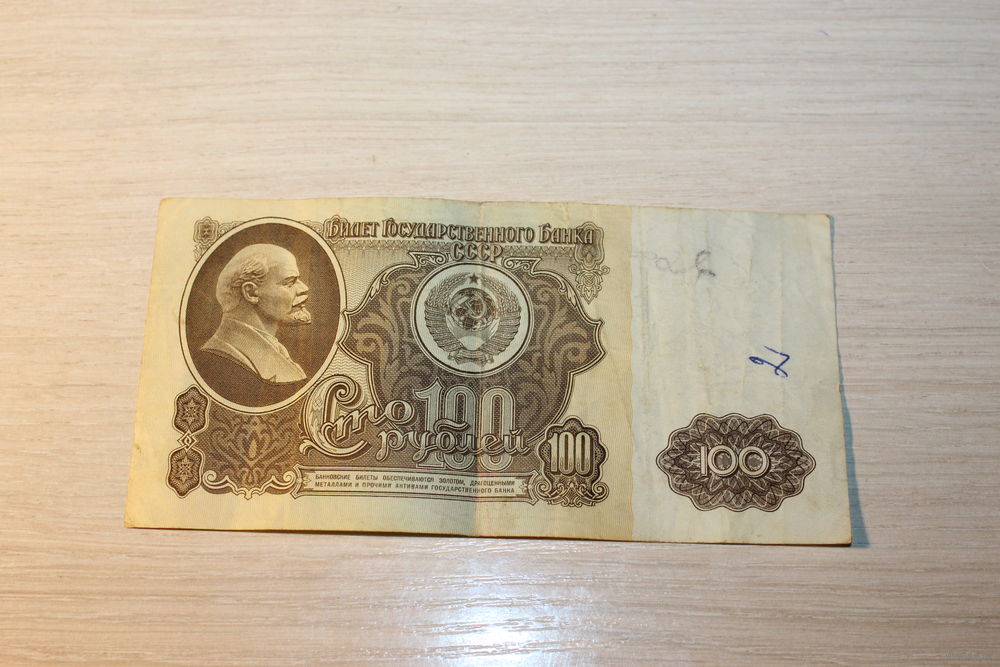 Билет Государственного Банка
СССР
Сто 100
рублей
100
БАНКОВСКИЕ БИЛЕТЫ ОБЕСПЕЧИВАЮТСЯ ЗОЛОТОМ, ДРАГОЦЕННЫМИ
МЕТАЛЛАМИ И ПРОЧИМИ АКТИВАМИ ГОСУДАРСТВЕННОГО БАНКА
100